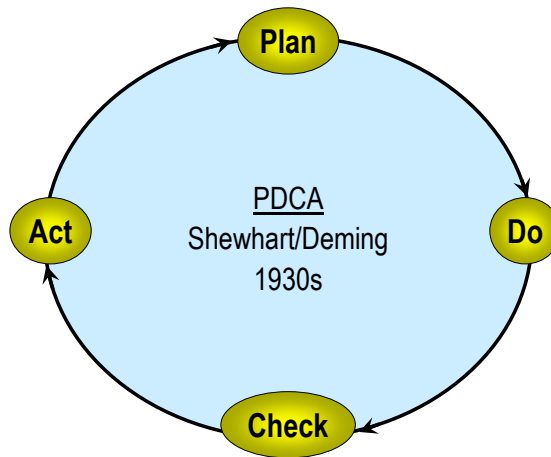 Plan
Act
PDCA
Shewhart/Deming
1930s
Do
Check